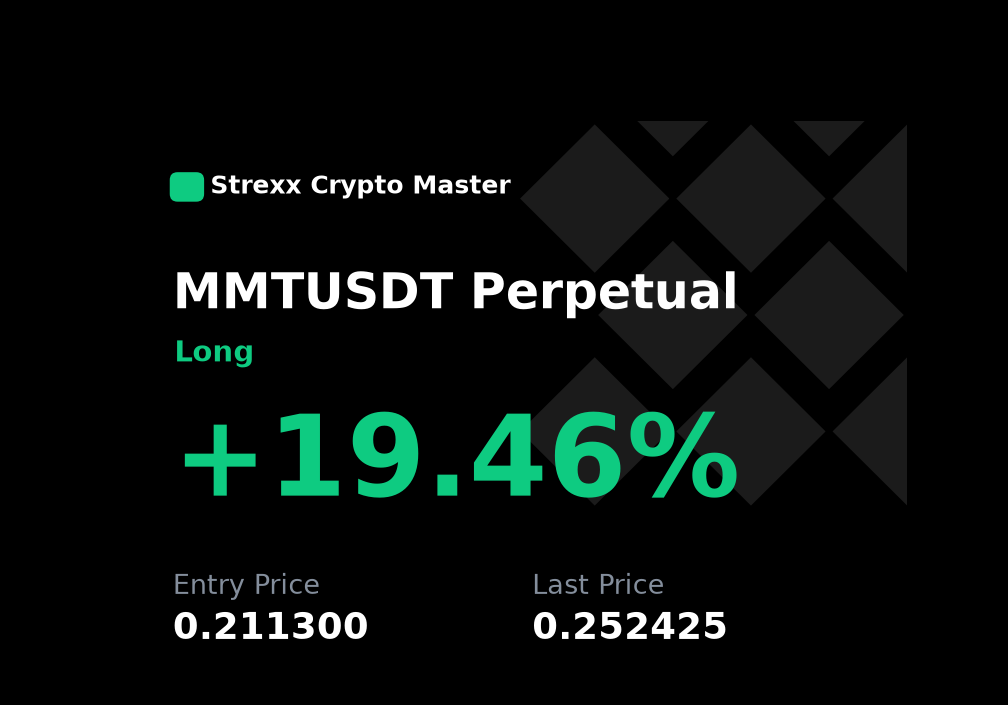 Strexx Crypto Master
MMTUSDT Perpetual
Long
+19.46%
Entry Price Last Price
0.211300 0.252425